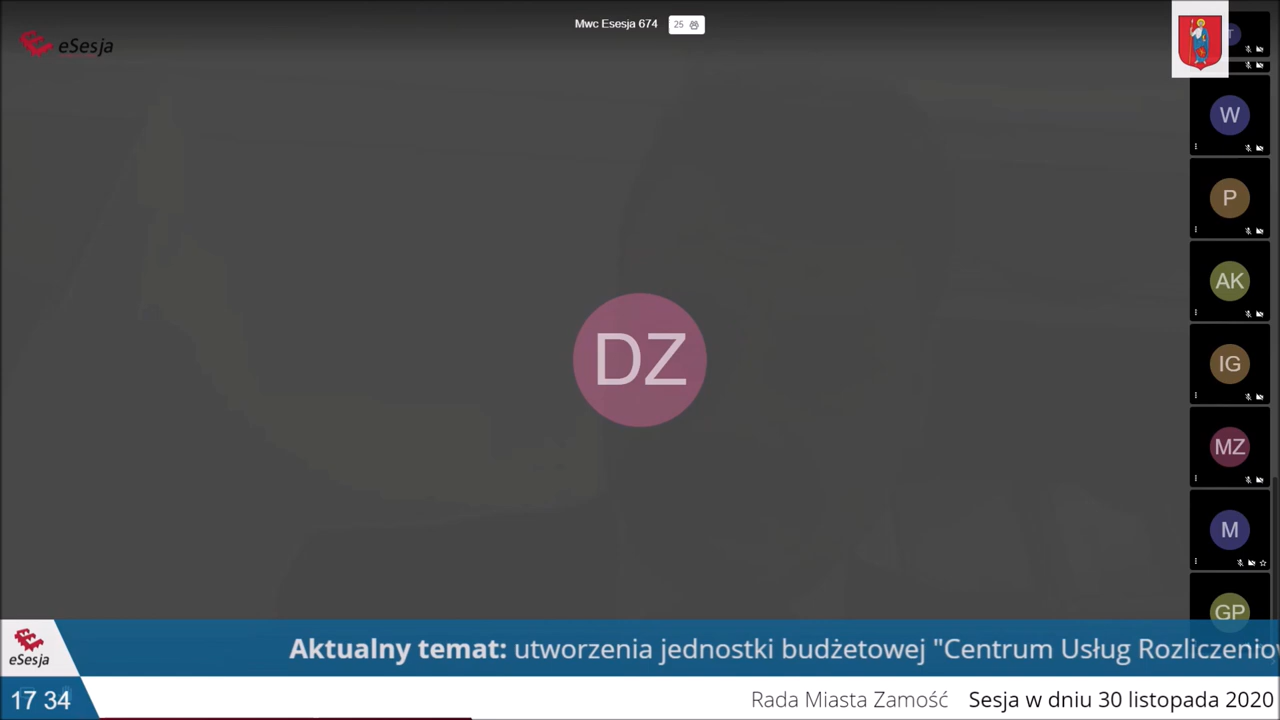 eSesja
Mwc Esesja 674
25
T
W
P
AK
IG
MZ
M
GP
DZ
eSesja
Aktualny temat: utworzenia jednostki budżetowej "Centrum Usług
17 34
Rada Miasta Zamość
Sesja w dniu 30 listopada 2020